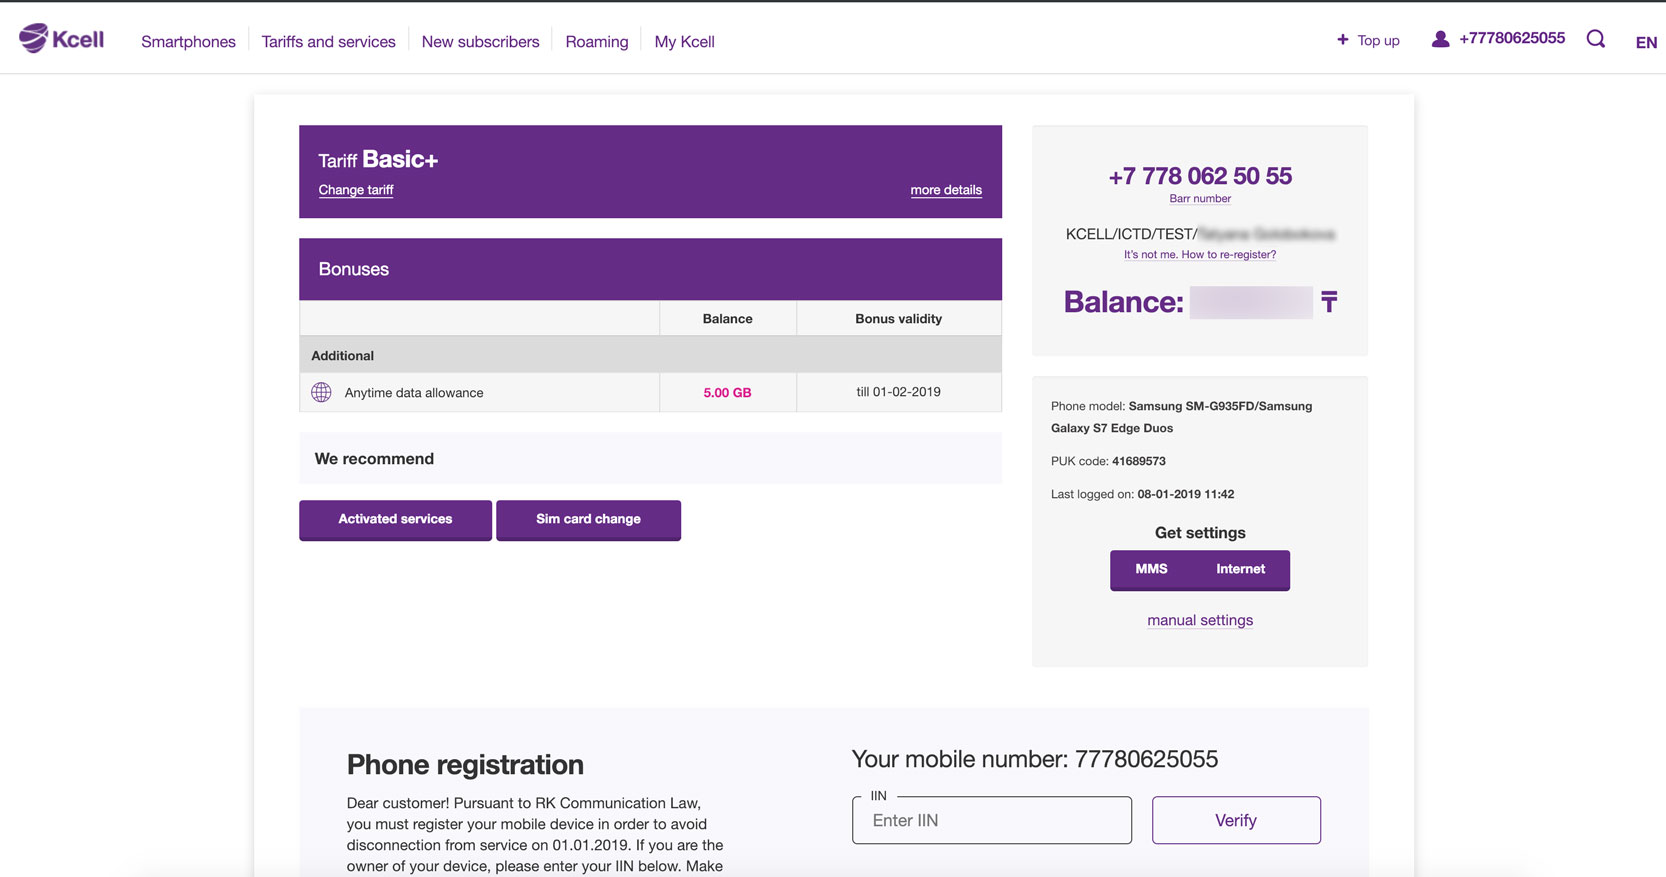 Kcell
Smartphones
Tariffs and services
New subscribers
Roaming
My Kcell
+ Top up
+77780625055
EN
Tariff Basic+
Change tariff
more details
Bonuses
Balance
Bonus validity
Additional
Anytime data allowance
5.00 GB
till 01-02-2019
We recommend
Activated services
Sim card change
+7 778 062 50 55
Barr number
KCELL/ICTD/TEST/
It's not me. How to re-register?
Balance: ₸
Phone model: Samsung SM-G935FD/Samsung
Galaxy S7 Edge Duos
PUK code: 41689573
Last logged on: 08-01-2019 11:42
Get settings
MMS
Internet
manual settings
Phone registration
Dear customer! Pursuant to RK Communication Law,
you must register your mobile device in order to avoid
disconnection from service on 01.01.2019. If you are the
owner of your device, please enter your IIN below. Make
Your mobile number: 77780625055
IIN
Enter IIN
Verify